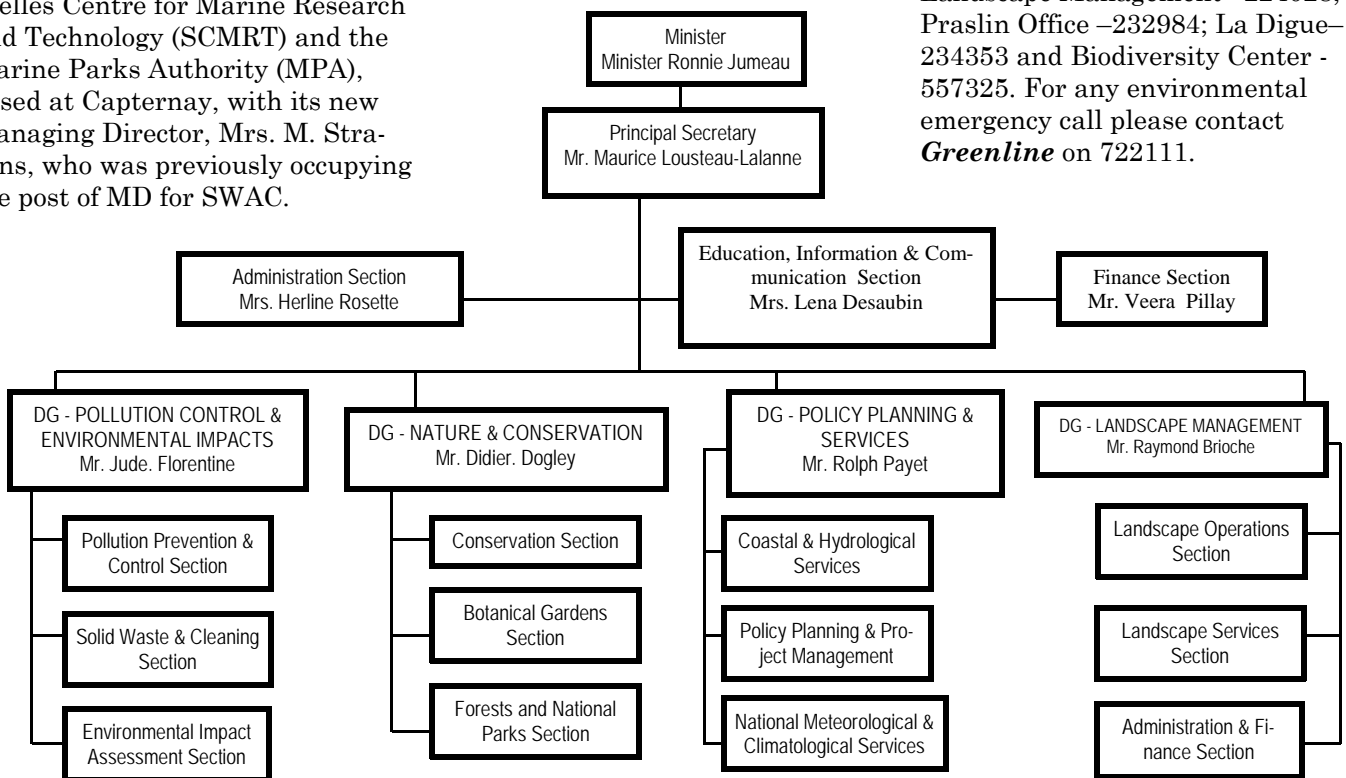 elles Centre for Marine Research
d Technology (SCMRT) and the
arine Parks Authority (MPA),
sed at Capternay, with its new
anaging Director, Mrs. M. Stra-
ns, who was previously occupying
e post of MD for SWAC.
Praslin Office –232984; La Digue–
234353 and Biodiversity Center -
557325. For any environmental
emergency call please contact
Greenline on 722111.
Minister
Minister Ronnie Jumeau
Principal Secretary
Mr. Maurice Lousteau-Lalanne
Administration Section
Mrs. Herline Rosette
Education, Information & Com-
munication Section
Mrs. Lena Desaubin
Finance Section
Mr. Veera Pillay
DG - POLLUTION CONTROL &
ENVIRONMENTAL IMPACTS
Mr. Jude. Florentine
Pollution Prevention &
Control Section
Solid Waste & Cleaning
Section
Environmental Impact
Assessment Section
DG - NATURE & CONSERVATION
Mr. Didier. Dogley
Conservation Section
Botanical Gardens
Section
Forests and National
Parks Section
DG - POLICY PLANNING &
SERVICES
Mr. Rolph Payet
Coastal & Hydrological
Services
Policy Planning & Pro-
ject Management
National Meteorological &
Climatological Services
DG - LANDSCAPE MANAGEMENT
Mr. Raymond Brioche
Landscape Operations
Section
Landscape Services
Section
Administration & Fi-
nance Section